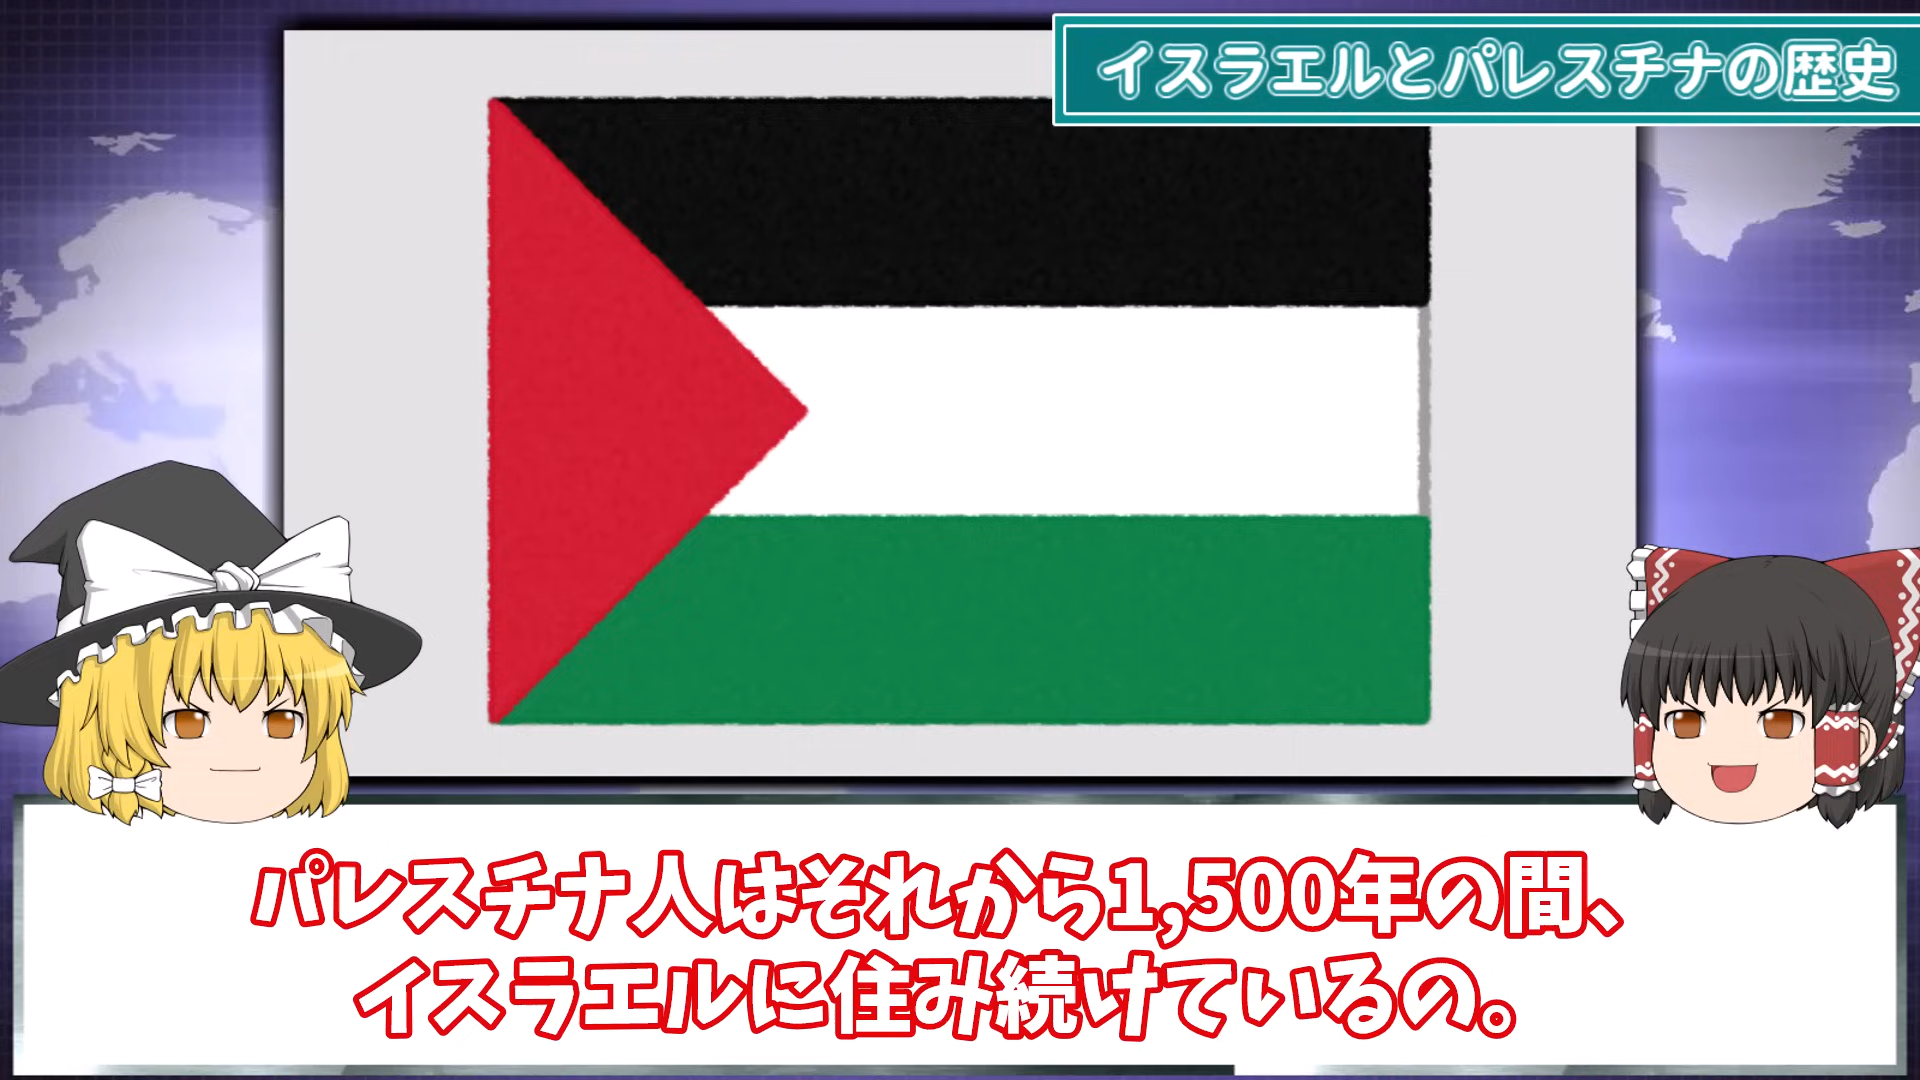 イスラエルとパレスチナの歴史
パレスチナ人はそれから1,500年の間、
イスラエルに住み続けているの。